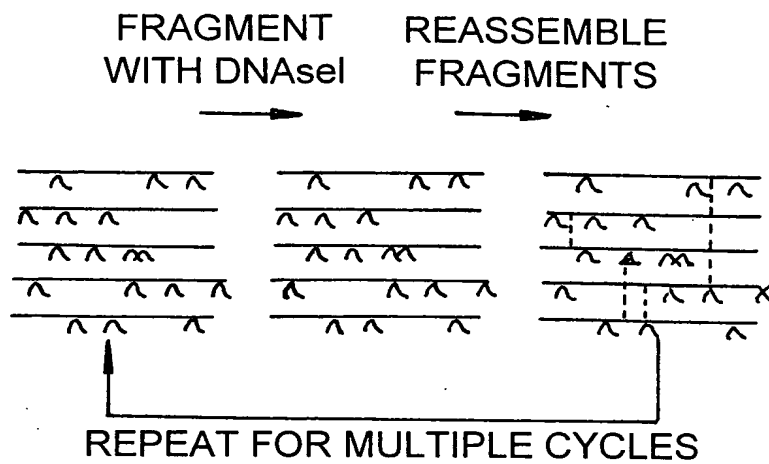 FRAGMENT
WITH DNAseI
REASSEMBLE
FRAGMENTS
REPEAT FOR MULTIPLE CYCLES